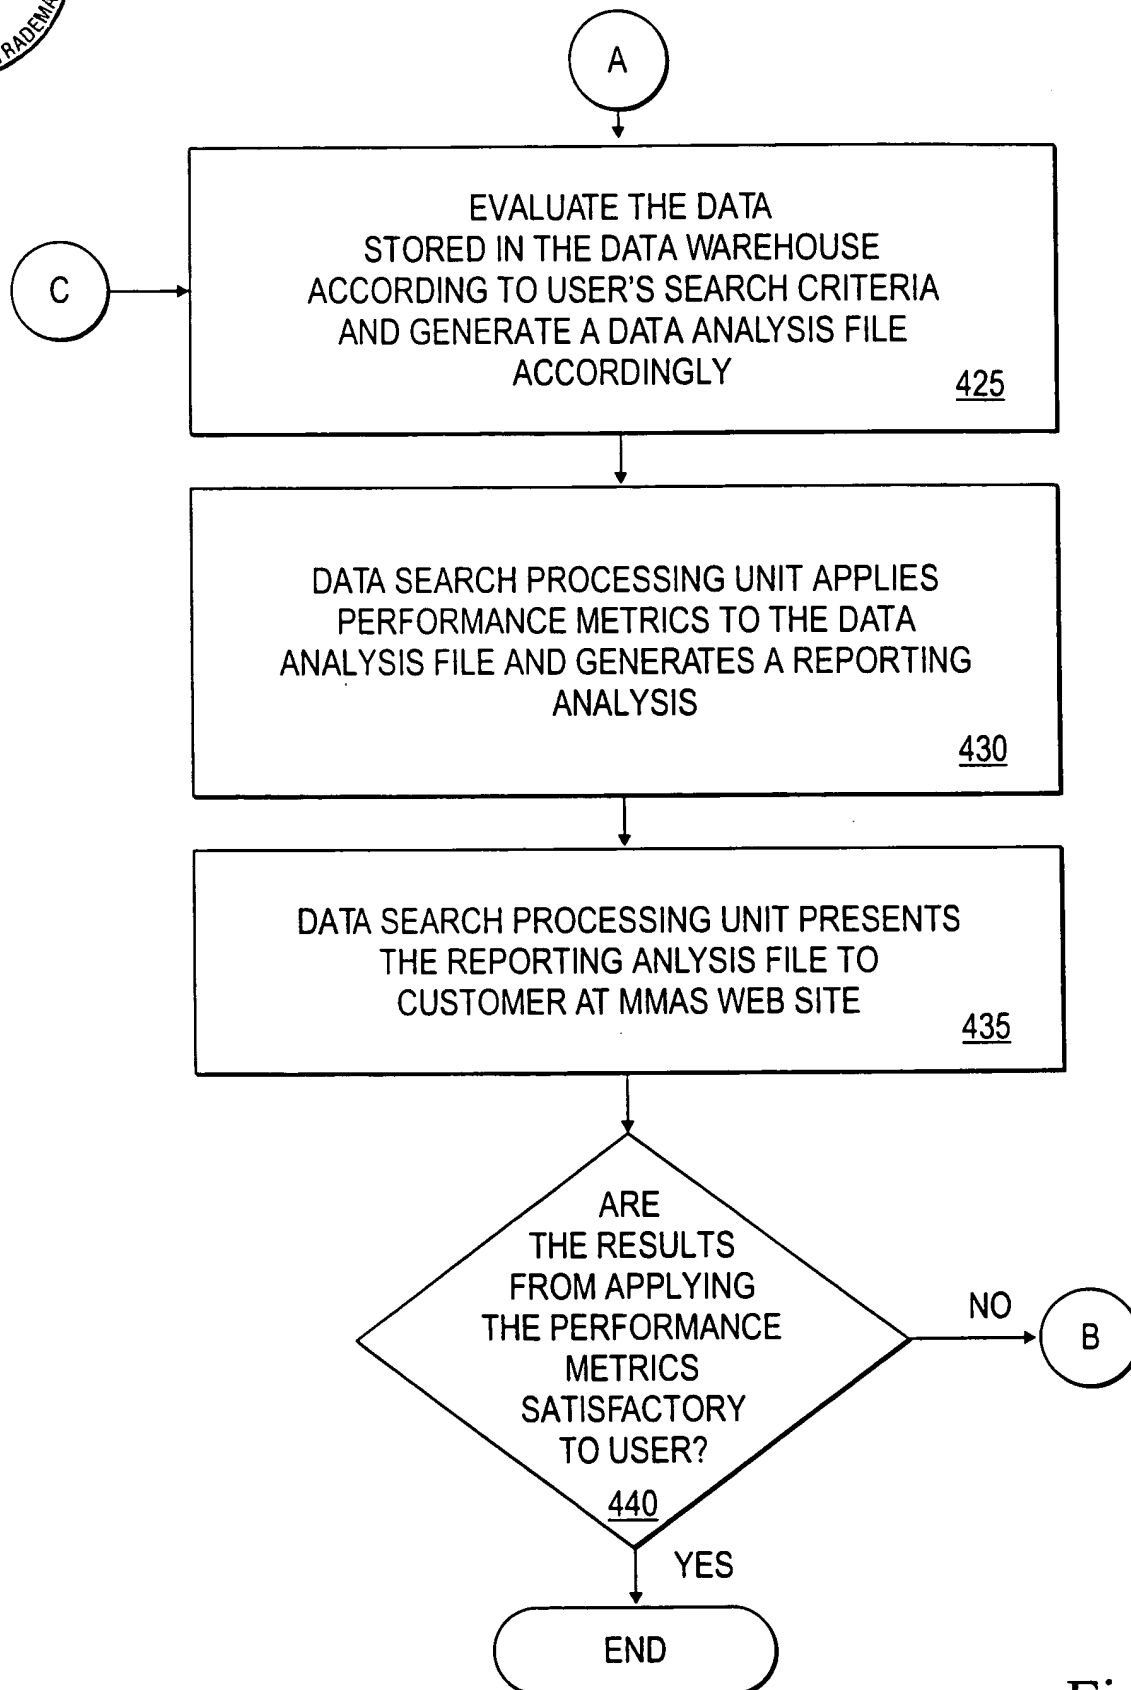 TRADEMA
A
C
EVALUATE THE DATA
STORED IN THE DATA WAREHOUSE
ACCORDING TO USER'S SEARCH CRITERIA
AND GENERATE A DATA ANALYSIS FILE
ACCORDINGLY
425
DATA SEARCH PROCESSING UNIT APPLIES
PERFORMANCE METRICS TO THE DATA
ANALYSIS FILE AND GENERATES A REPORTING
ANALYSIS
430
DATA SEARCH PROCESSING UNIT PRESENTS
THE REPORTING ANLYSIS FILE TO
CUSTOMER AT MMAS WEB SITE
435
ARE
THE RESULTS
FROM APPLYING
THE PERFORMANCE
METRICS
SATISFACTORY
TO USER?
440
NO
B
YES
END